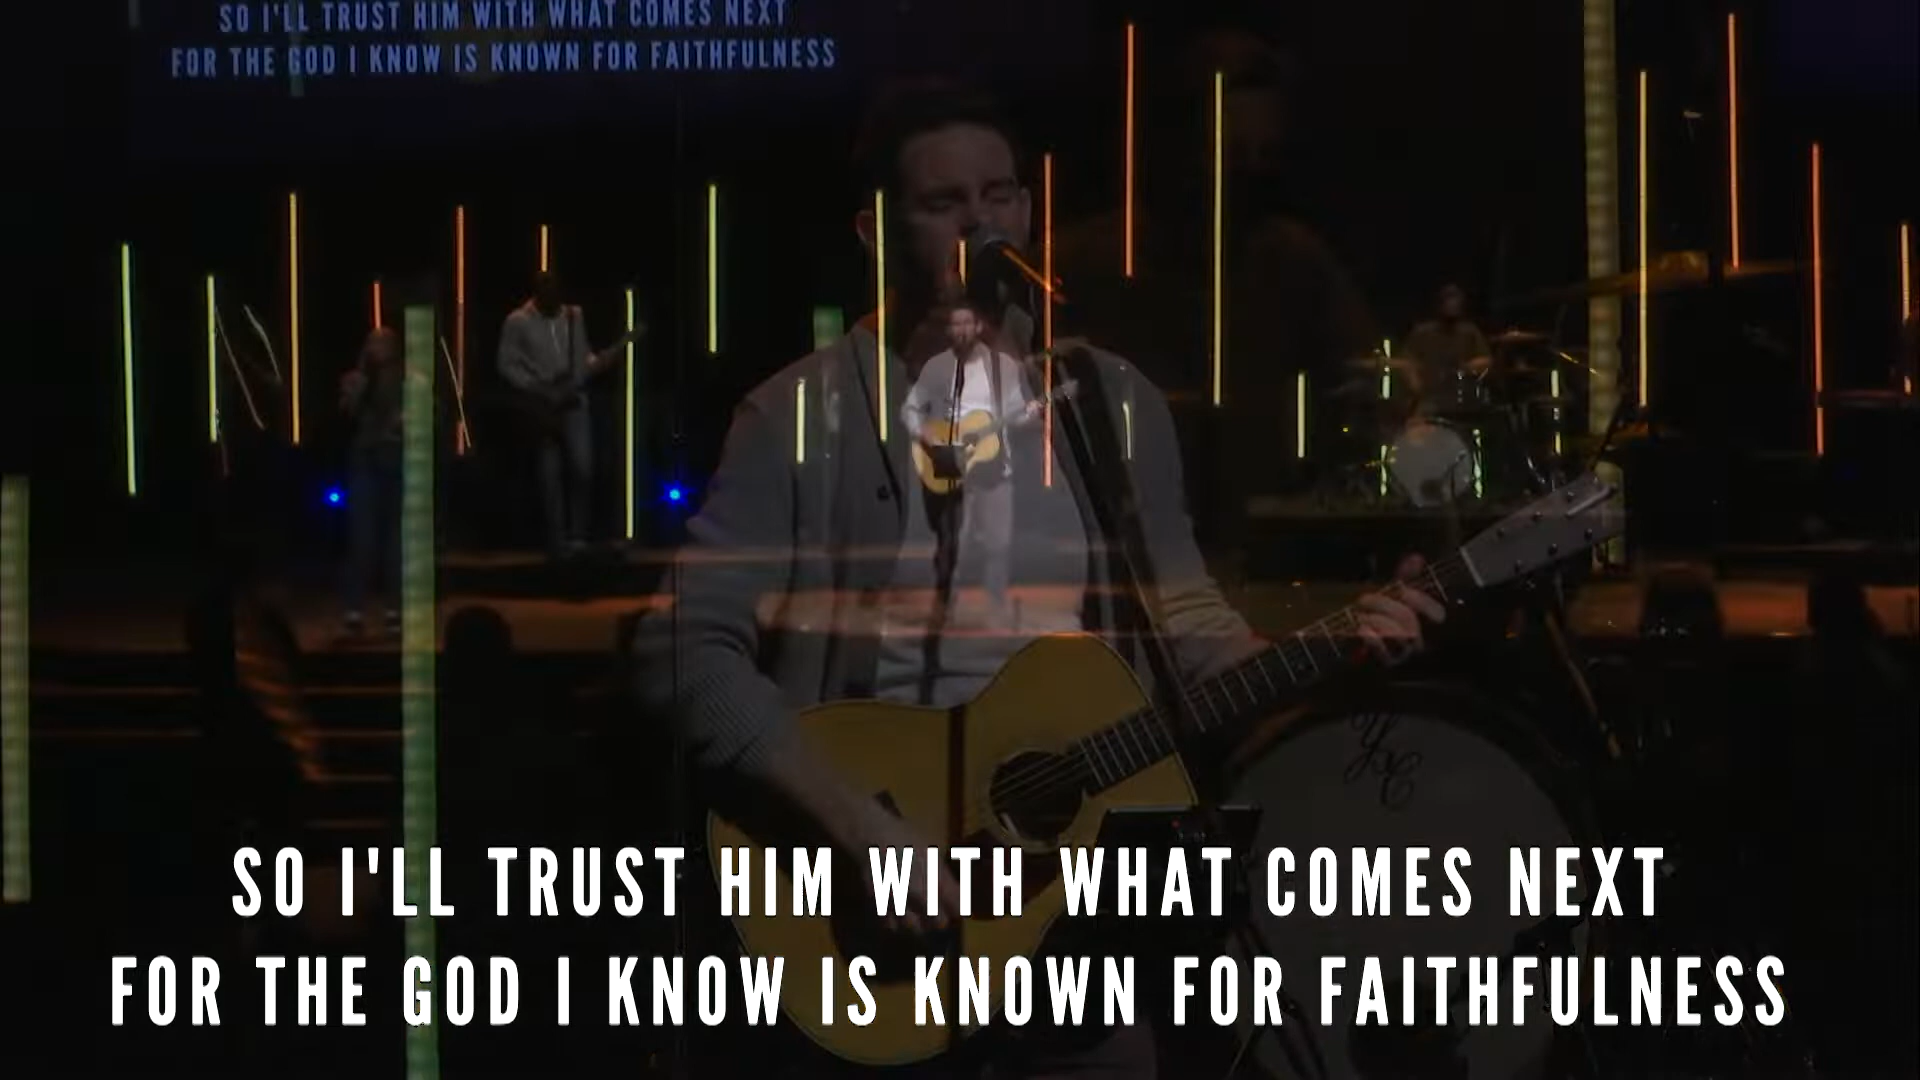 SO I'LL TRUST HIM WITH WHAT COMES NEXT
FOR THE GOD I KNOW IS KNOWN FOR FAITHFULNESS
SO I'LL TRUST HIM WITH WHAT COMES NEXT
FOR THE GOD I KNOW IS KNOWN FOR FAITHFULNESS